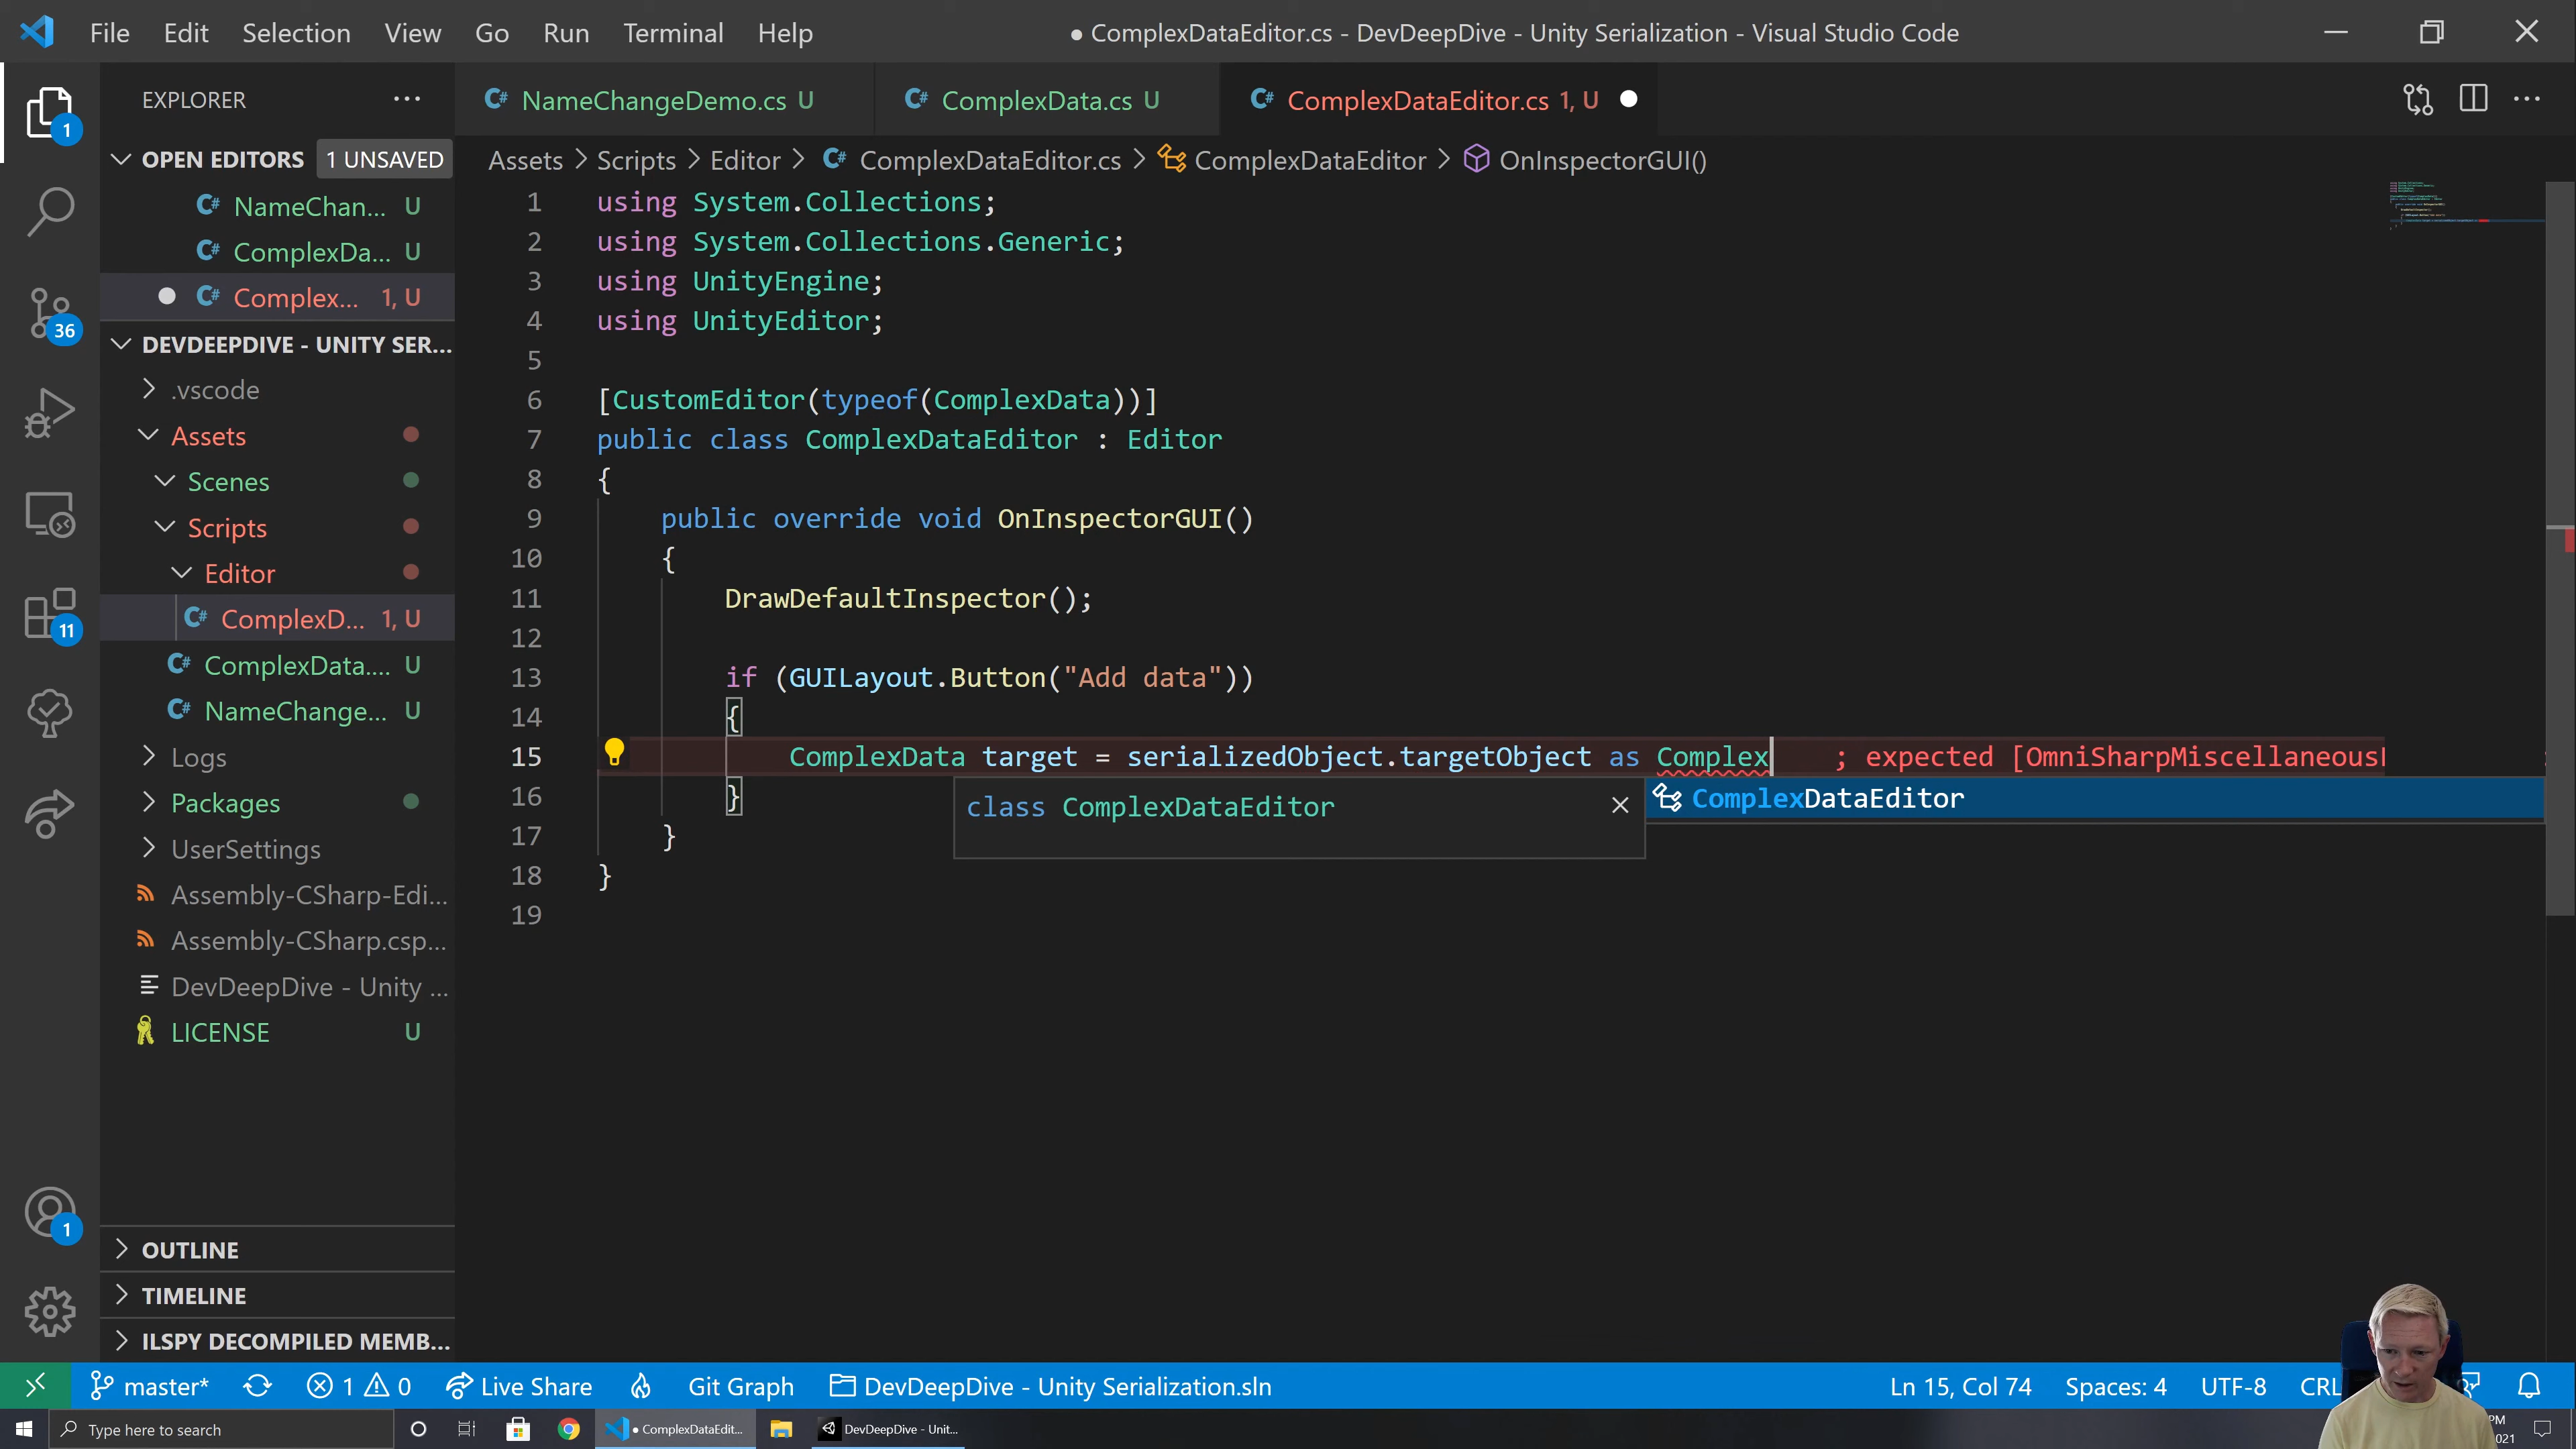 File Edit Selection View Go Run Terminal Help
● ComplexDataEditor.cs - DevDeepDive - Unity Serialization - Visual Studio Code
EXPLORER
NameChangeDemo.cs U
ComplexData.cs U
ComplexDataEditor.cs 1, U
OPEN EDITORS 1 UNSAVED
Assets > Scripts > Editor > ComplexDataEditor.cs > ComplexDataEditor > OnInspectorGUI()
NameChan... U
ComplexDa... U
Complex... 1, U
DEVDEEPDIVE - UNITY SER...
.vscode
Assets
Scenes
Scripts
Editor
ComplexD... 1, U
ComplexData.... U
NameChange... U
Logs
Packages
UserSettings
Assembly-CSharp-Edi...
Assembly-CSharp.csp...
DevDeepDive - Unity ...
LICENSE U
OUTLINE
TIMELINE
ILSPY DECOMPILED MEMB...
1
36
11
1
1 using System.Collections;
2 using System.Collections.Generic;
3 using UnityEngine;
4 using UnityEditor;
5
6 [CustomEditor(typeof(ComplexData))]
7 public class ComplexDataEditor : Editor
8 {
9 public override void OnInspectorGUI()
10 {
11 DrawDefaultInspector();
12
13 if (GUILayout.Button("Add data"))
14 {
15 ComplexData target = serializedObject.targetObject as Complex ; expected [OmniSharpMiscellaneous
16 }
17 }
18 }
19
class ComplexDataEditor
ComplexDataEditor
master* 1 0 Live Share Git Graph DevDeepDive - Unity Serialization.sln Ln 15, Col 74 Spaces: 4 UTF-8 CRL
Type here to search
● ComplexDataEdit...
DevDeepDive - Unit...
PM
021